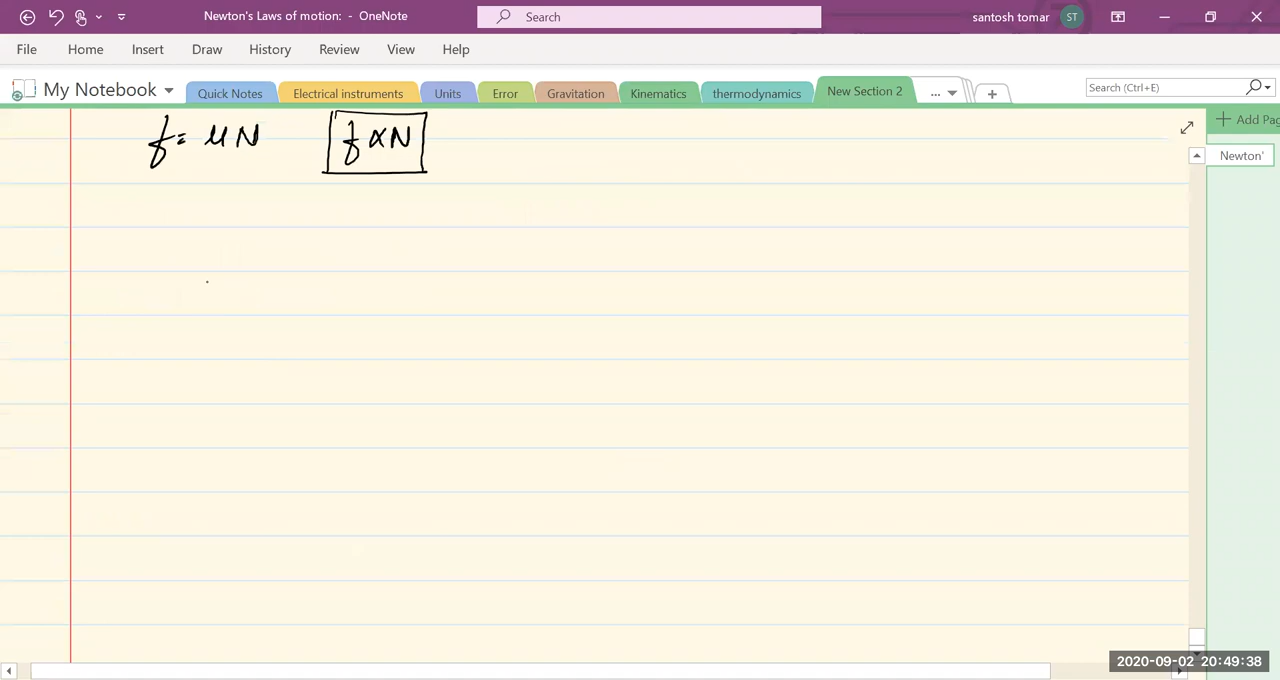 Newton's Laws of motion: - OneNote
Search
santosh tomar
ST
File Home Insert Draw History Review View Help
My Notebook
Quick Notes
Electrical instruments
Units
Error
Gravitation
Kinematics
thermodynamics
New Section 2
...
Search (Ctrl+E)
f = μN
f ∝ N
Add Pag
Newton'
2020-09-02 20:49:38